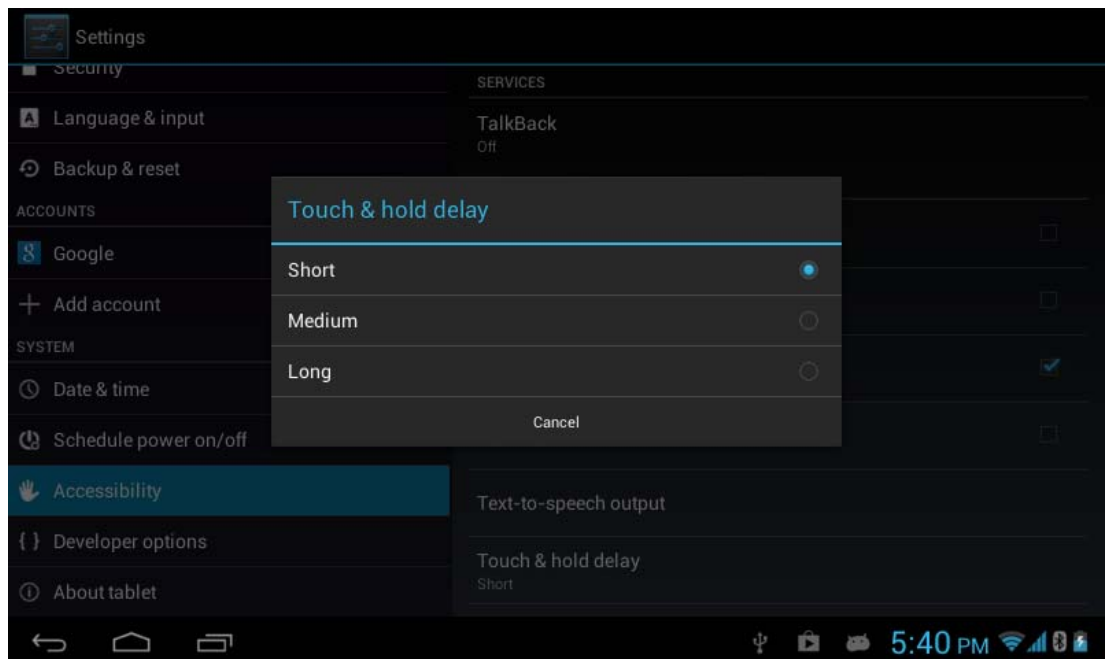 Settings
Security
Language & input
Backup & reset
ACCOUNTS
Google
Add account
SYSTEM
Date & time
Schedule power on/off
Accessibility
Developer options
About tablet
SERVICES
TalkBack
Off
Touch & hold delay
Short
Medium
Long
Cancel
Text-to-speech output
Touch & hold delay
Short
5:40 PM